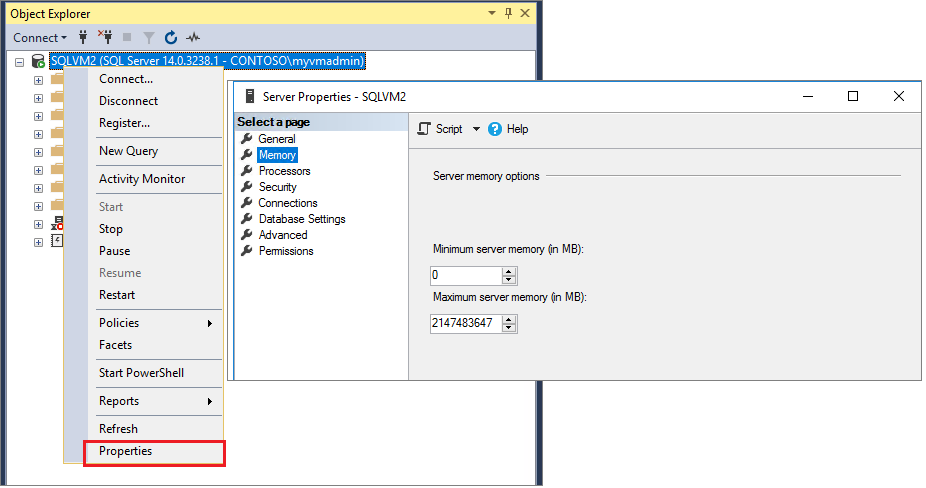 Object Explorer
Connect
SQLVM2 (SQL Server 14.0.3238.1 - CONTOSO\myvmadmin)
Connect...
Disconnect
Register...
New Query
Activity Monitor
Start
Stop
Pause
Resume
Restart
Policies
Facets
Start PowerShell
Reports
Refresh
Properties
Server Properties - SQLVM2
Select a page
General
Memory
Processors
Security
Connections
Database Settings
Advanced
Permissions
Script
Help
Server memory options
Minimum server memory (in MB):
0
Maximum server memory (in MB):
2147483647